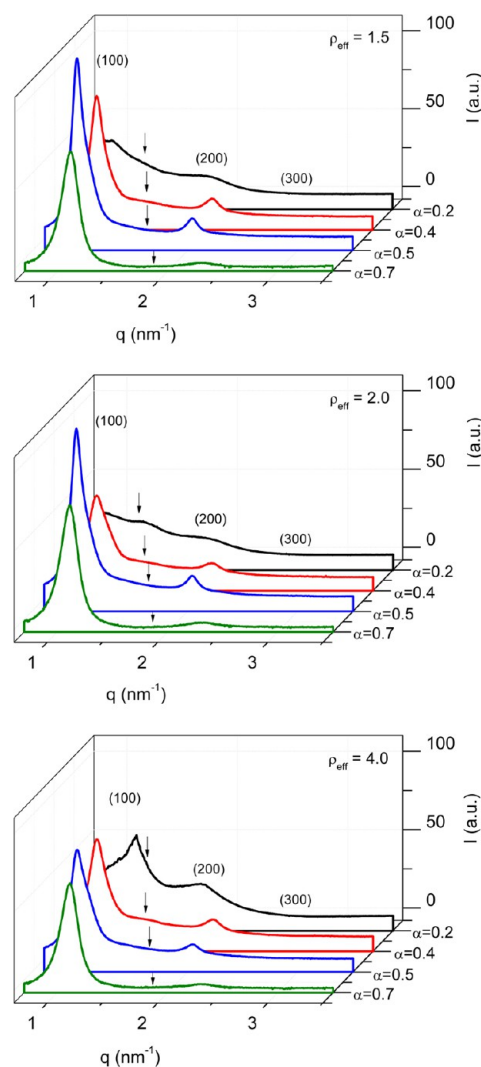 100
ρeff = 1.5
(100)
I (a.u.)
50
(200)
(300)
0
α=0.2
α=0.4
α=0.5
α=0.7
1 2 3
q (nm⁻¹)
100
ρeff = 2.0
(100)
I (a.u.)
50
(200)
(300)
0
α=0.2
α=0.4
α=0.5
α=0.7
1 2 3
q (nm⁻¹)
100
ρeff = 4.0
(100)
I (a.u.)
50
(200)
(300)
0
α=0.2
α=0.4
α=0.5
α=0.7
1 2 3
q (nm⁻¹)